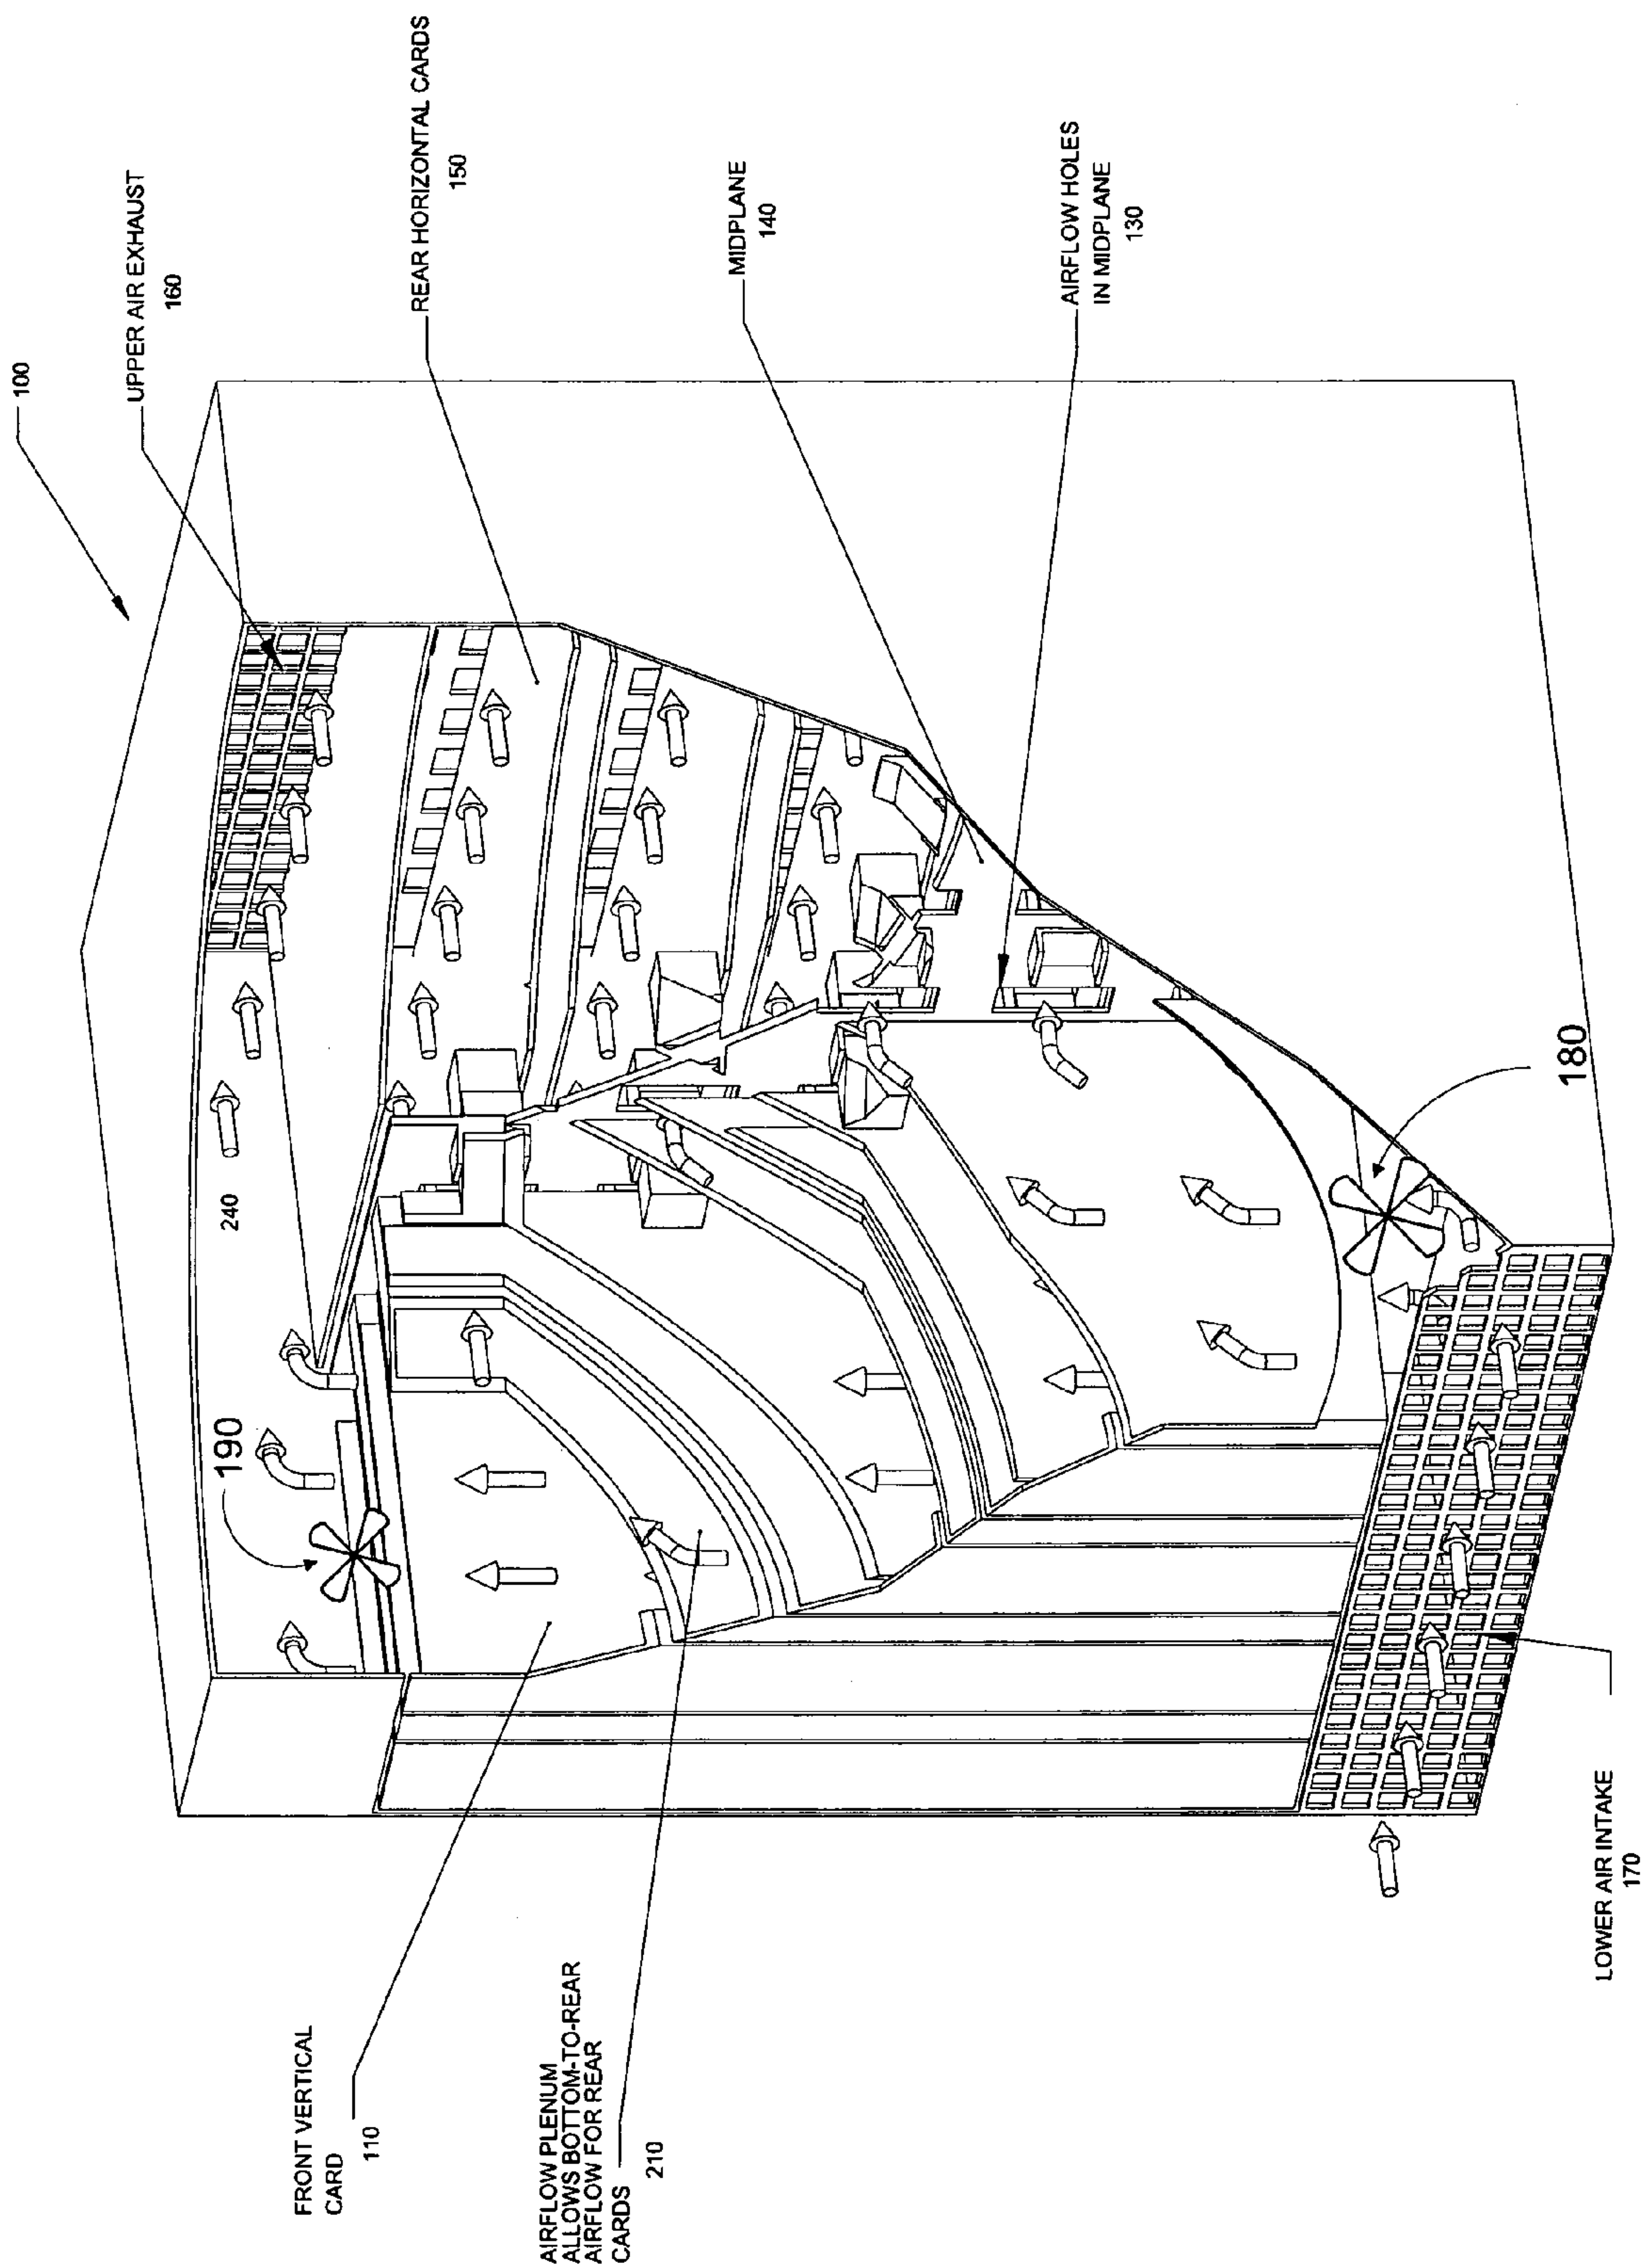 100
UPPER AIR EXHAUST
160
REAR HORIZONTAL CARDS
150
MIDPLANE
140
AIRFLOW HOLES
IN MIDPLANE
130
240
190
180
FRONT VERTICAL
CARD
110
AIRFLOW PLENUM
ALLOWS BOTTOM-TO-REAR
AIRFLOW FOR REAR
CARDS
210
LOWER AIR INTAKE
170